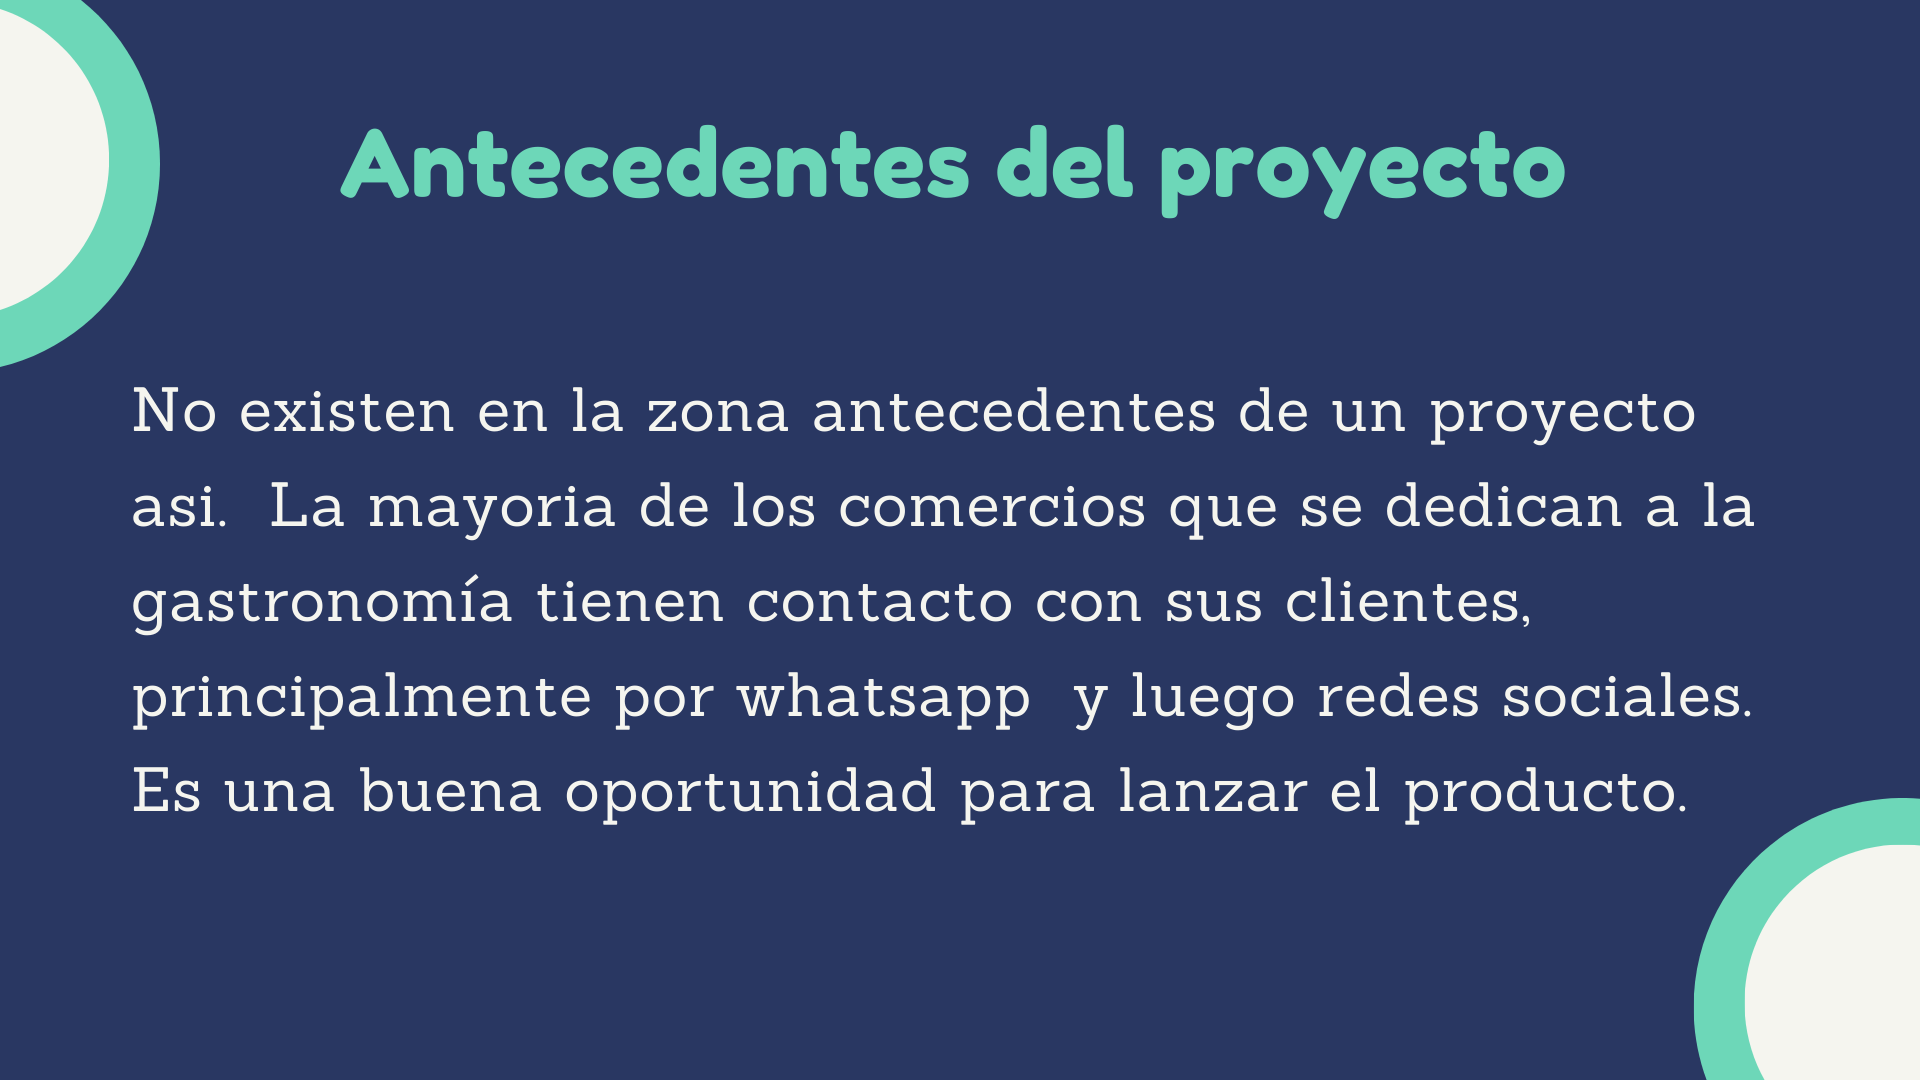 Antecedentes del proyecto
No existen en la zona antecedentes de un proyecto
asi.  La mayoria de los comercios que se dedican a la
gastronomía tienen contacto con sus clientes,
principalmente por whatsapp  y luego redes sociales.
Es una buena oportunidad para lanzar el producto.